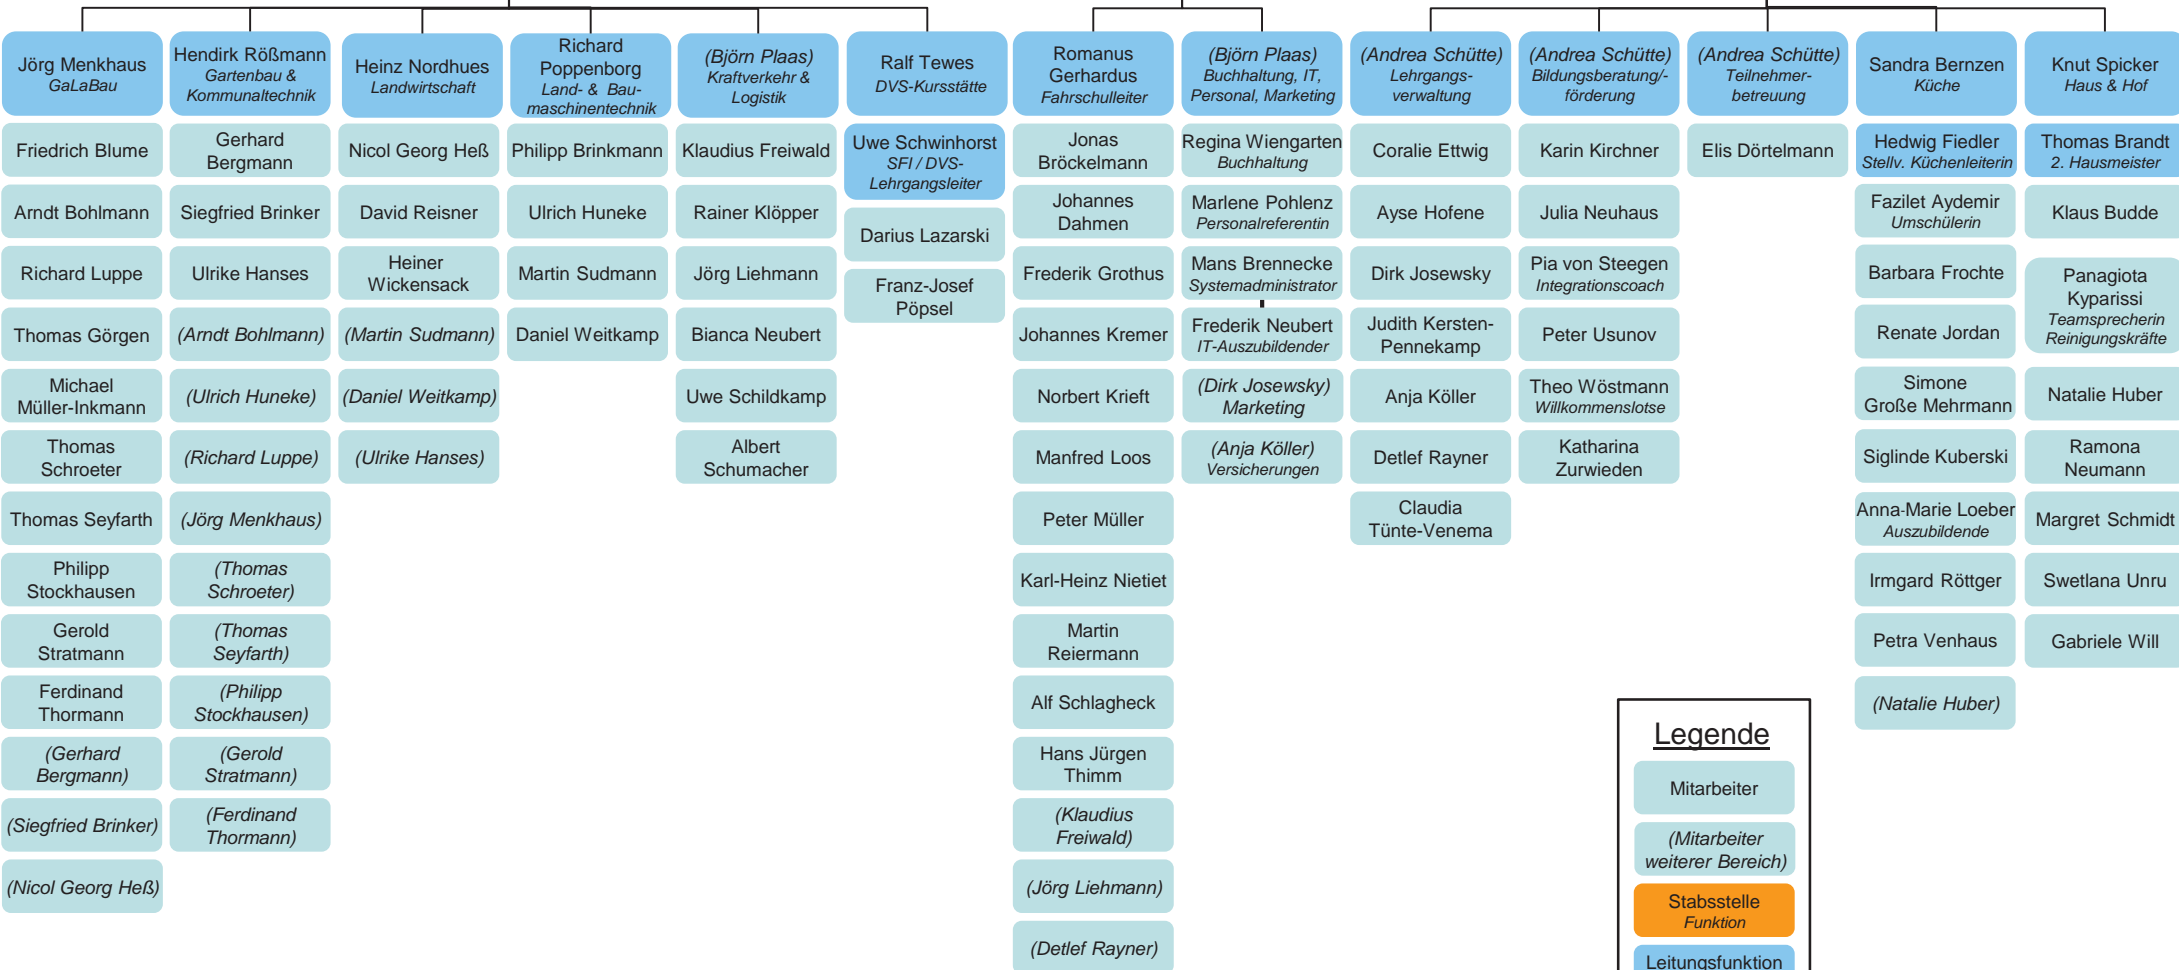 Jörg Menkhaus
GaLaBau
Friedrich Blume
Arndt Bohlmann
Richard Luppe
Thomas Görgen
Michael
Müller-Inkmann
Thomas
Schroeter
Thomas Seyfarth
Philipp
Stockhausen
Gerold
Stratmann
Ferdinand
Thormann
(Gerhard
Bergmann)
(Siegfried Brinker)
(Nicol Georg Heß)
Hendirk Rößmann
Gartenbau &
Kommunaltechnik
Gerhard
Bergmann
Siegfried Brinker
Ulrike Hanses
(Arndt Bohlmann)
(Ulrich Huneke)
(Richard Luppe)
(Jörg Menkhaus)
(Thomas
Schroeter)
(Thomas
Seyfarth)
(Philipp
Stockhausen)
(Gerold
Stratmann)
(Ferdinand
Thormann)
Heinz Nordhues
Landwirtschaft
Nicol Georg Heß
David Reisner
Heiner
Wickensack
(Martin Sudmann)
(Daniel Weitkamp)
(Ulrike Hanses)
Richard
Poppenborg
Land- & Bau-
maschinentechnik
Philipp Brinkmann
Ulrich Huneke
Martin Sudmann
Daniel Weitkamp
(Björn Plaas)
Kraftverkehr &
Logistik
Klaudius Freiwald
Rainer Klöpper
Jörg Liehmann
Bianca Neubert
Uwe Schildkamp
Albert
Schumacher
Ralf Tewes
DVS-Kursstätte
Uwe Schwinhorst
SFI / DVS-
Lehrgangsleiter
Darius Lazarski
Franz-Josef
Pöpsel
Romanus
Gerhardus
Fahrschulleiter
Jonas
Bröckelmann
Johannes
Dahmen
Frederik Grothus
Johannes Kremer
Norbert Krieft
Manfred Loos
Peter Müller
Karl-Heinz Nietiet
Martin
Reiermann
Alf Schlagheck
Hans Jürgen
Thimm
(Klaudius
Freiwald)
(Jörg Liehmann)
(Detlef Rayner)
(Björn Plaas)
Buchhaltung, IT,
Personal, Marketing
Regina Wiengarten
Buchhaltung
Marlene Pohlenz
Personalreferentin
Mans Brennecke
Systemadministrator
Frederik Neubert
IT-Auszubildender
(Dirk Josewsky)
Marketing
(Anja Köller)
Versicherungen
(Andrea Schütte)
Lehrgangs-
verwaltung
Coralie Ettwig
Ayse Hofene
Dirk Josewsky
Judith Kersten-
Pennekamp
Anja Köller
Detlef Rayner
Claudia
Tünte-Venema
(Andrea Schütte)
Bildungsberatung/-
förderung
Karin Kirchner
Julia Neuhaus
Pia von Steegen
Integrationscoach
Peter Usunov
Theo Wöstmann
Willkommenslotse
Katharina
Zurwieden
(Andrea Schütte)
Teilnehmer-
betreuung
Elis Dörtelmann
Sandra Bernzen
Küche
Hedwig Fiedler
Stellv. Küchenleiterin
Fazilet Aydemir
Umschülerin
Barbara Frochte
Renate Jordan
Simone
Große Mehrmann
Siglinde Kuberski
Anna-Marie Loeber
Auszubildende
Irmgard Röttger
Petra Venhaus
(Natalie Huber)
Knut Spicker
Haus & Hof
Thomas Brandt
2. Hausmeister
Klaus Budde
Panagiota
Kyparissi
Teamsprecherin
Reinigungskräfte
Natalie Huber
Ramona
Neumann
Margret Schmidt
Swetlana Unru
Gabriele Will
Legende
Mitarbeiter
(Mitarbeiter
weiterer Bereich)
Stabsstelle
Funktion
Leitungsfunktion